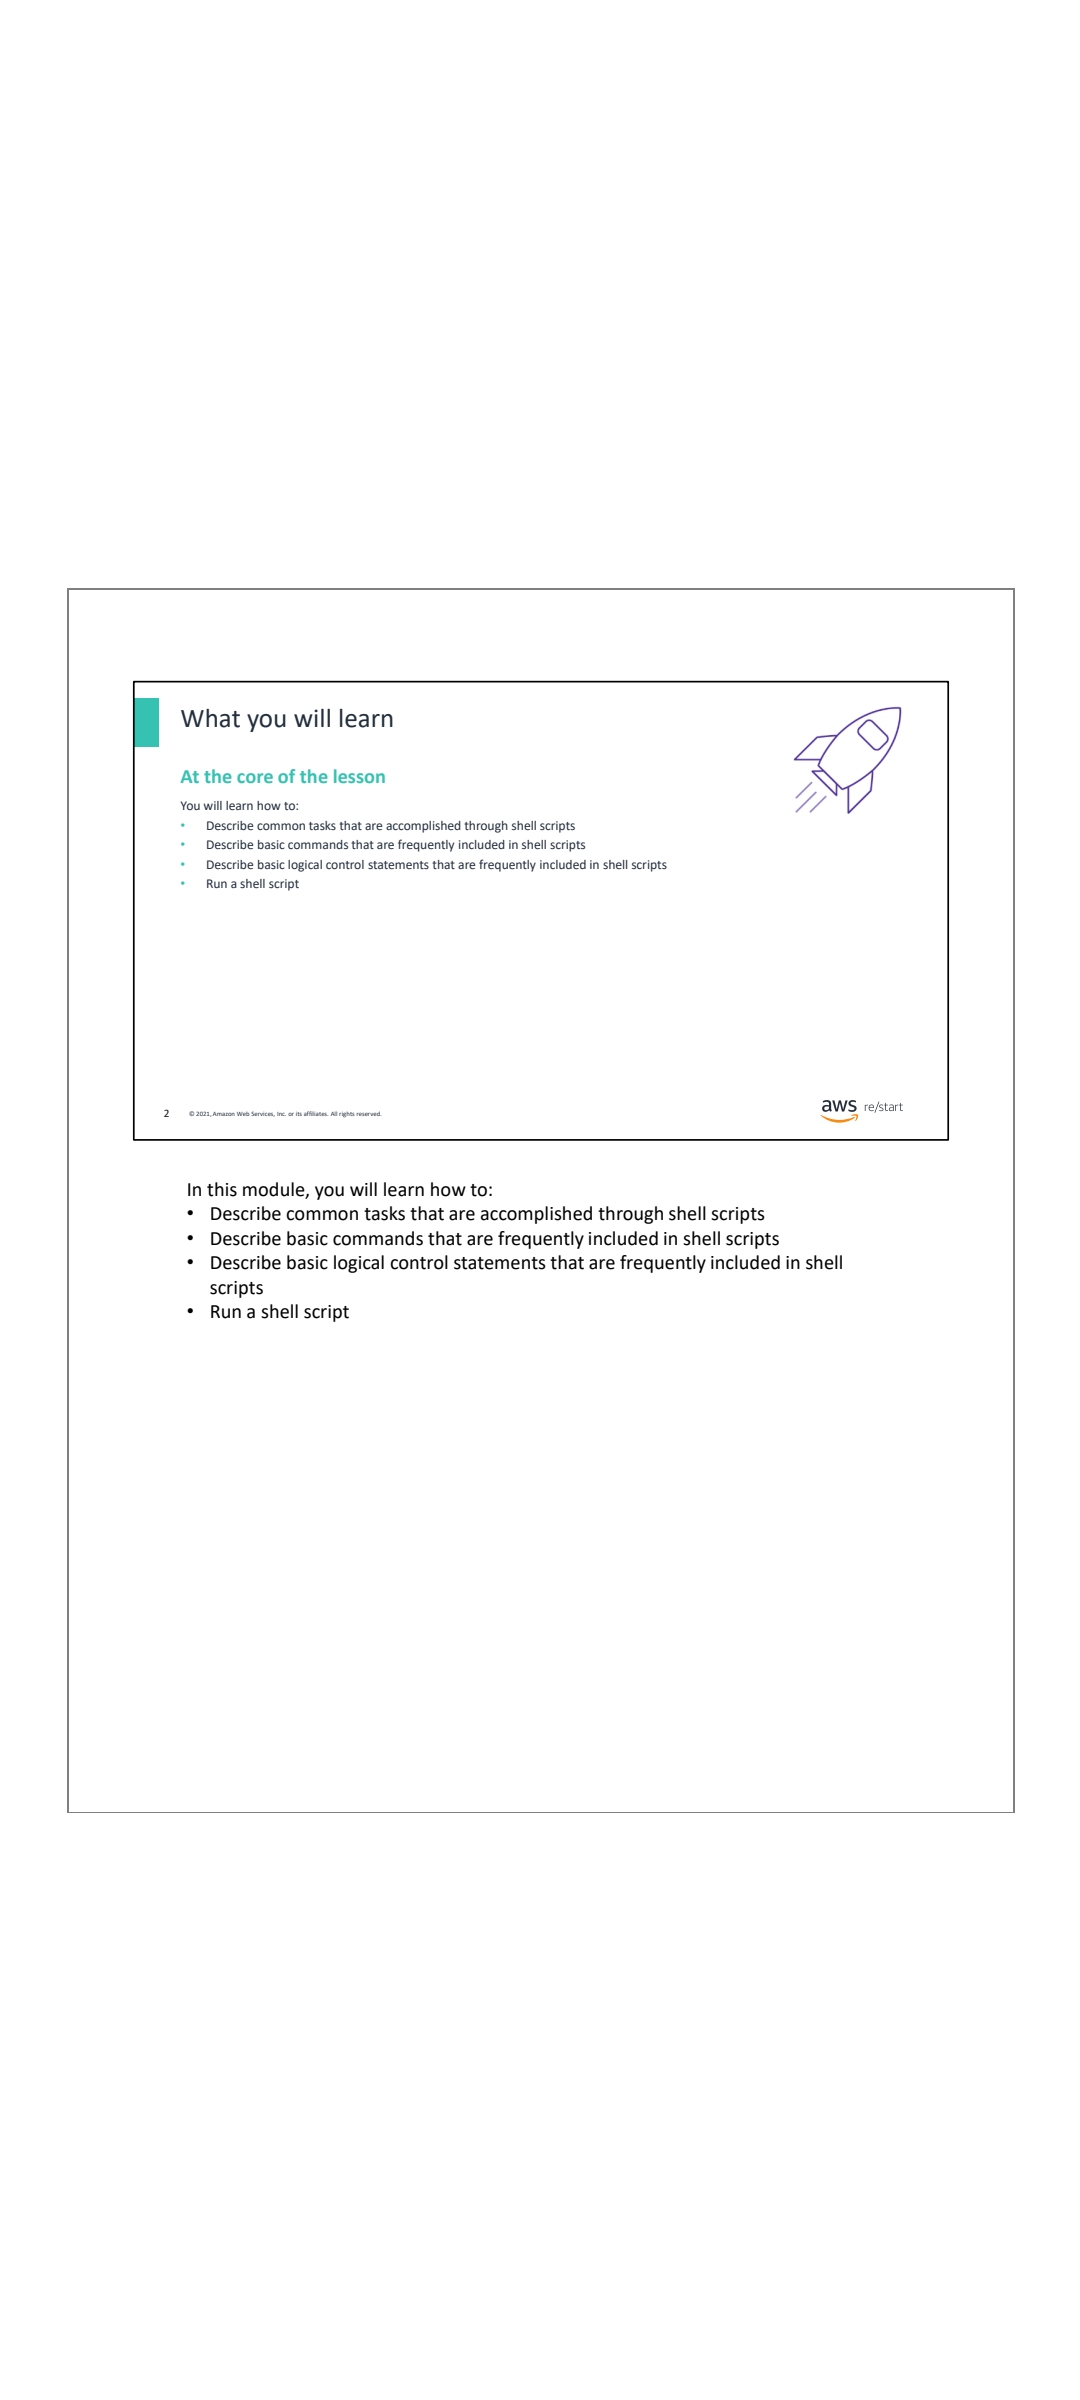 What you will learn
At the core of the lesson
You will learn how to:
• Describe common tasks that are accomplished through shell scripts
• Describe basic commands that are frequently included in shell scripts
• Describe basic logical control statements that are frequently included in shell scripts
• Run a shell script
2 © 2021, Amazon Web Services, Inc. or its affiliates. All rights reserved.
aws re/start
In this module, you will learn how to:
• Describe common tasks that are accomplished through shell scripts
• Describe basic commands that are frequently included in shell scripts
• Describe basic logical control statements that are frequently included in shell
scripts
• Run a shell script